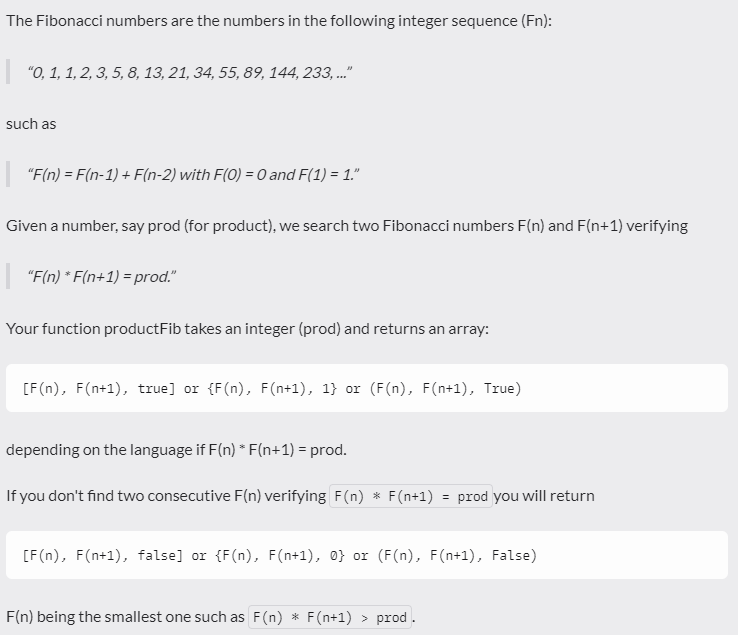 The Fibonacci numbers are the numbers in the following integer sequence (Fn):
“0, 1, 1, 2, 3, 5, 8, 13, 21, 34, 55, 89, 144, 233, ...”
such as
“F(n) = F(n-1) + F(n-2) with F(0) = 0 and F(1) = 1.”
Given a number, say prod (for product), we search two Fibonacci numbers F(n) and F(n+1) verifying
“F(n) * F(n+1) = prod.”
Your function productFib takes an integer (prod) and returns an array:
[F(n), F(n+1), true] or {F(n), F(n+1), 1} or (F(n), F(n+1), True)
depending on the language if F(n) * F(n+1) = prod.
If you don't find two consecutive F(n) verifying F(n) * F(n+1) = prod you will return
[F(n), F(n+1), false] or {F(n), F(n+1), 0} or (F(n), F(n+1), False)
F(n) being the smallest one such as F(n) * F(n+1) > prod.